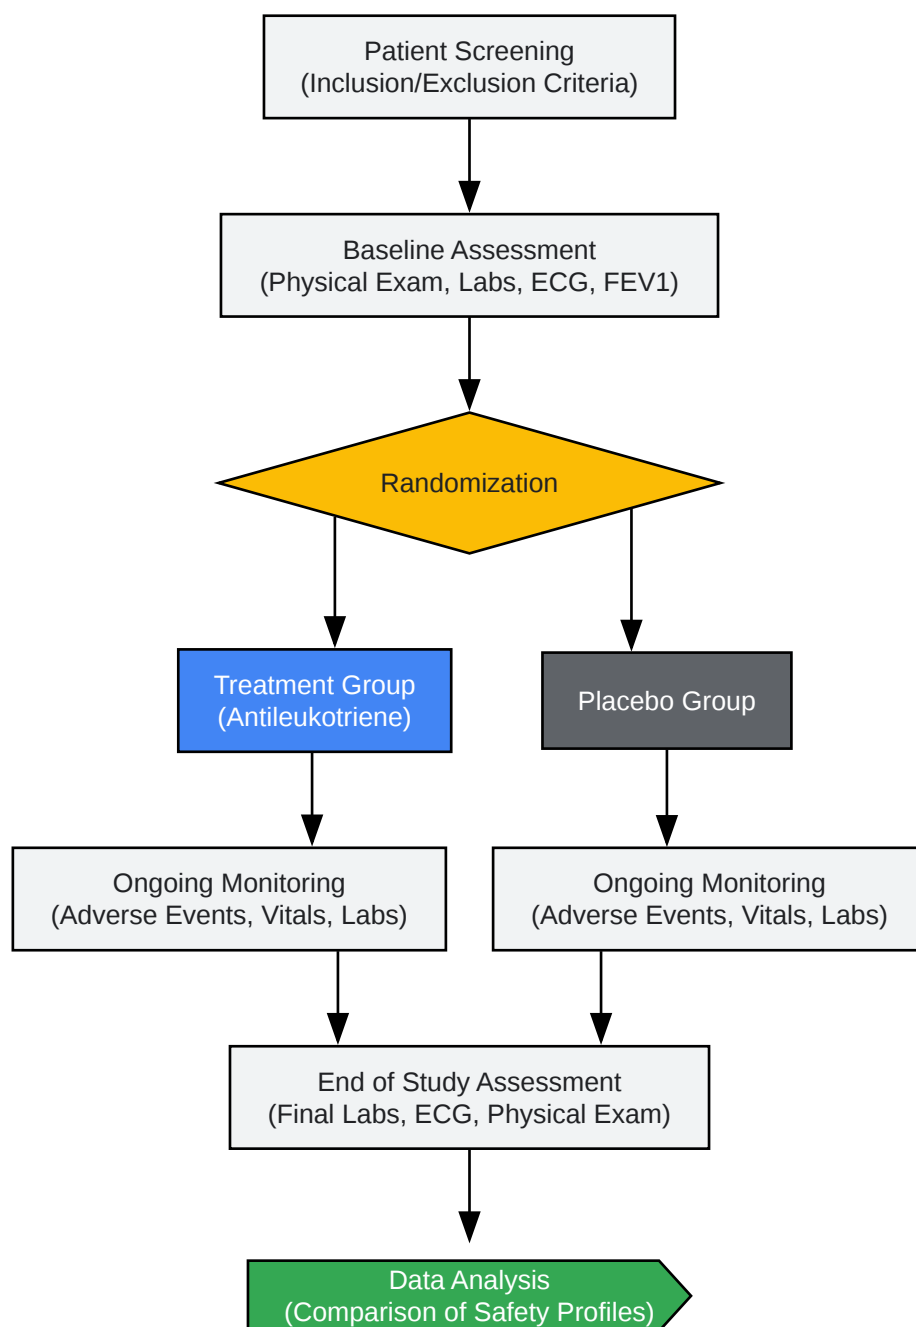 Patient Screening
(Inclusion/Exclusion Criteria)
Baseline Assessment
(Physical Exam, Labs, ECG, FEV1)
Randomization
Treatment Group
(Antileukotriene)
Placebo Group
Ongoing Monitoring
(Adverse Events, Vitals, Labs)
Ongoing Monitoring
(Adverse Events, Vitals, Labs)
End of Study Assessment
(Final Labs, ECG, Physical Exam)
Data Analysis
(Comparison of Safety Profiles)